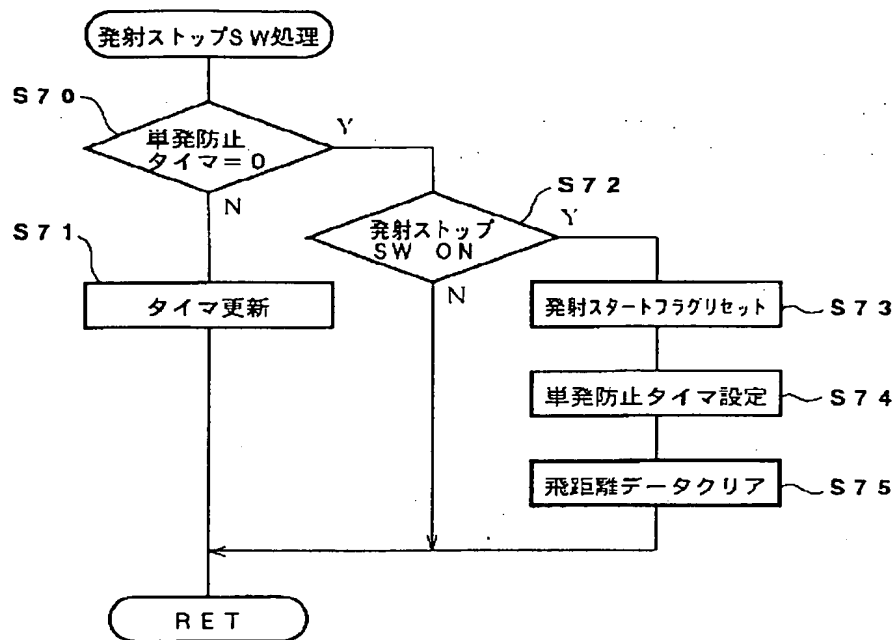 発射ストップSW処理
S70
単発防止
タイマ=0
Y
N
S72
発射ストップ
SW ON
Y
N
S71
タイマ更新
発射スタートフラグリセット
S73
単発防止タイマ設定
S74
飛距離データクリア
S75
RET